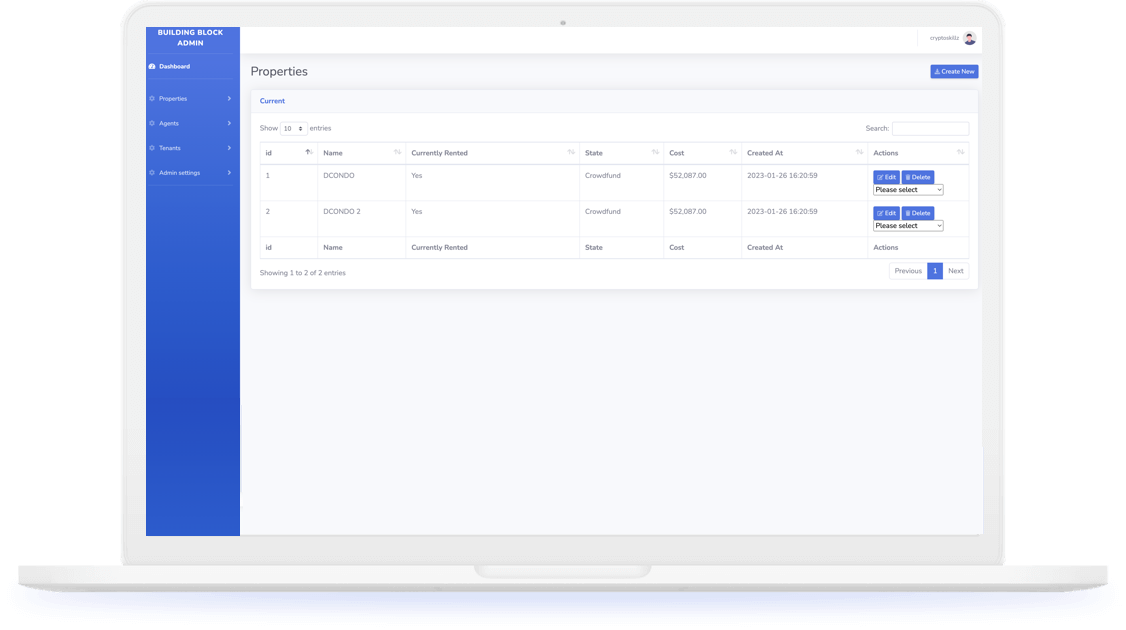 BUILDING BLOCK
ADMIN
cryptoskillz
Dashboard
Properties
Create New
Current
Properties
Agents
Tenants
Admin settings
Show 10 entries
Search:
id Name Currently Rented State Cost Created At Actions
1 DCONDO Yes Crowdfund $52,087.00 2023-01-26 16:20:59 Edit Delete
Please select
2 DCONDO 2 Yes Crowdfund $52,087.00 2023-01-26 16:20:59 Edit Delete
Please select
id Name Currently Rented State Cost Created At Actions
Showing 1 to 2 of 2 entries
Previous 1 Next